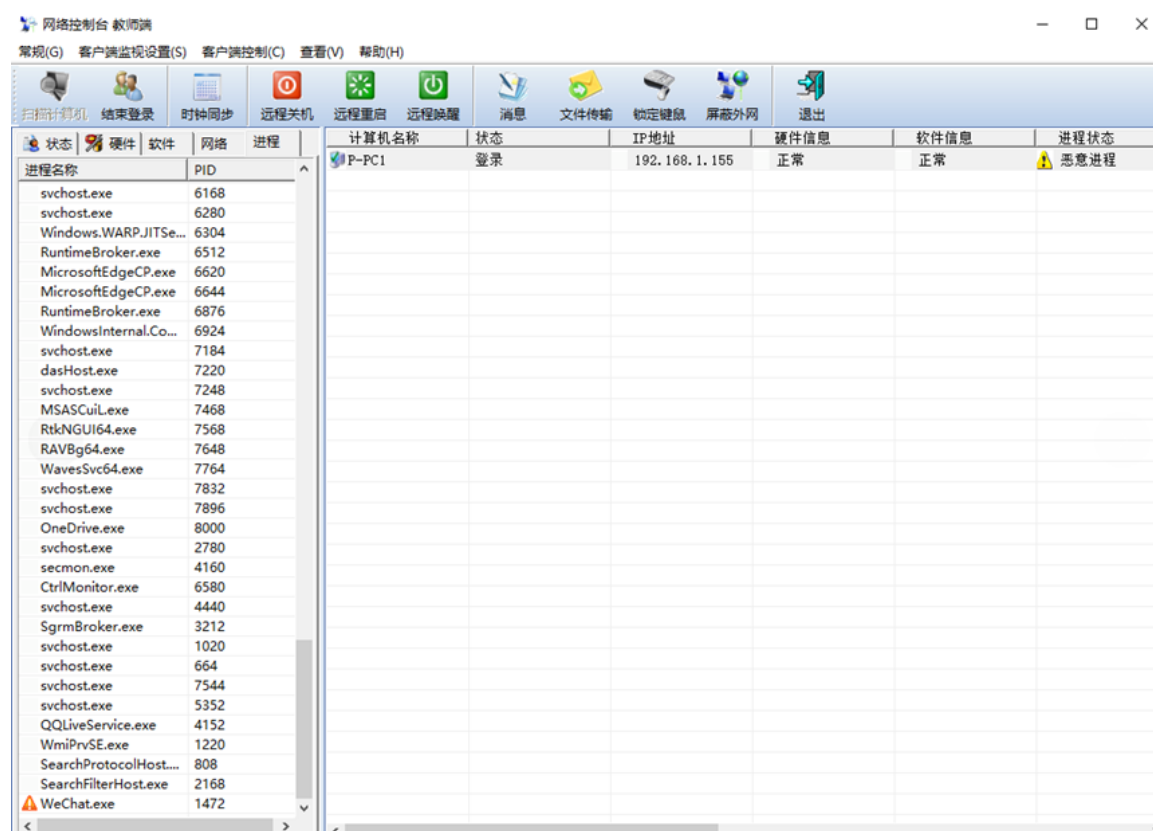 网络控制台 教师端
常规(G) 客户端监视设置(S) 客户端控制(C) 查看(V) 帮助(H)
扫描计算机 结束登录 时钟同步 远程关机 远程重启 远程唤醒 消息 文件传输 锁定键鼠 屏蔽外网 退出
状态 硬件 软件 网络 进程
进程名称 PID
svchost.exe 6168
svchost.exe 6280
Windows.WARP.JITSe... 6304
RuntimeBroker.exe 6512
MicrosoftEdgeCP.exe 6620
MicrosoftEdgeCP.exe 6644
RuntimeBroker.exe 6876
WindowsInternal.Co... 6924
svchost.exe 7184
dasHost.exe 7220
svchost.exe 7248
MSASCuiL.exe 7468
RtkNGUI64.exe 7568
RAVBg64.exe 7648
WavesSvc64.exe 7764
svchost.exe 7832
svchost.exe 7896
OneDrive.exe 8000
svchost.exe 2780
secmon.exe 4160
CtrlMonitor.exe 6580
svchost.exe 4440
SgrmBroker.exe 3212
svchost.exe 1020
svchost.exe 664
svchost.exe 7544
svchost.exe 5352
QQLiveService.exe 4152
WmiPrvSE.exe 1220
SearchProtocolHost.... 808
SearchFilterHost.exe 2168
WeChat.exe 1472
计算机名称 状态 IP地址 硬件信息 软件信息 进程状态
P-PC1 登录 192.168.1.155 正常 正常 恶意进程